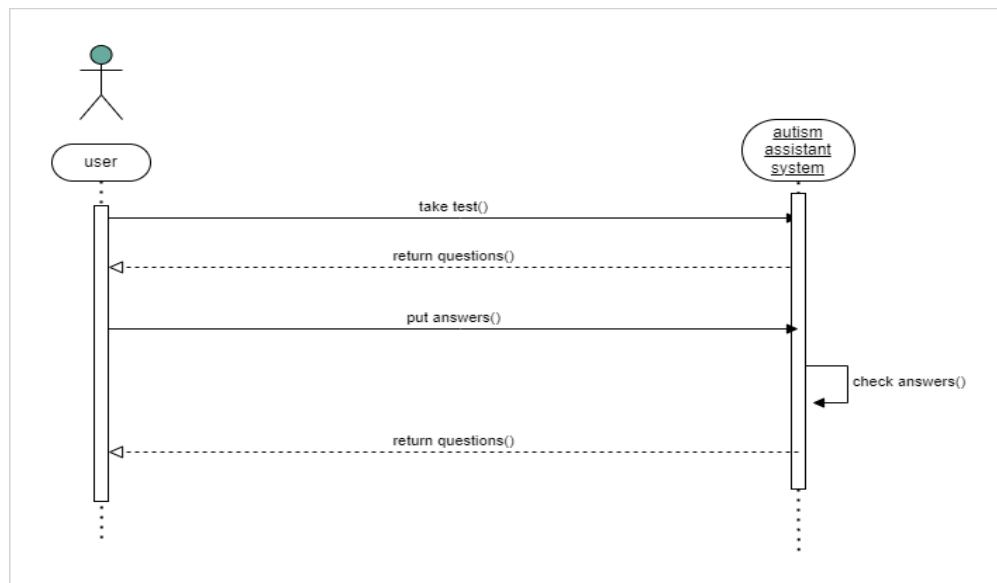 user
autism
assistant
system
take test()
return questions()
put answers()
check answers()
return questions()